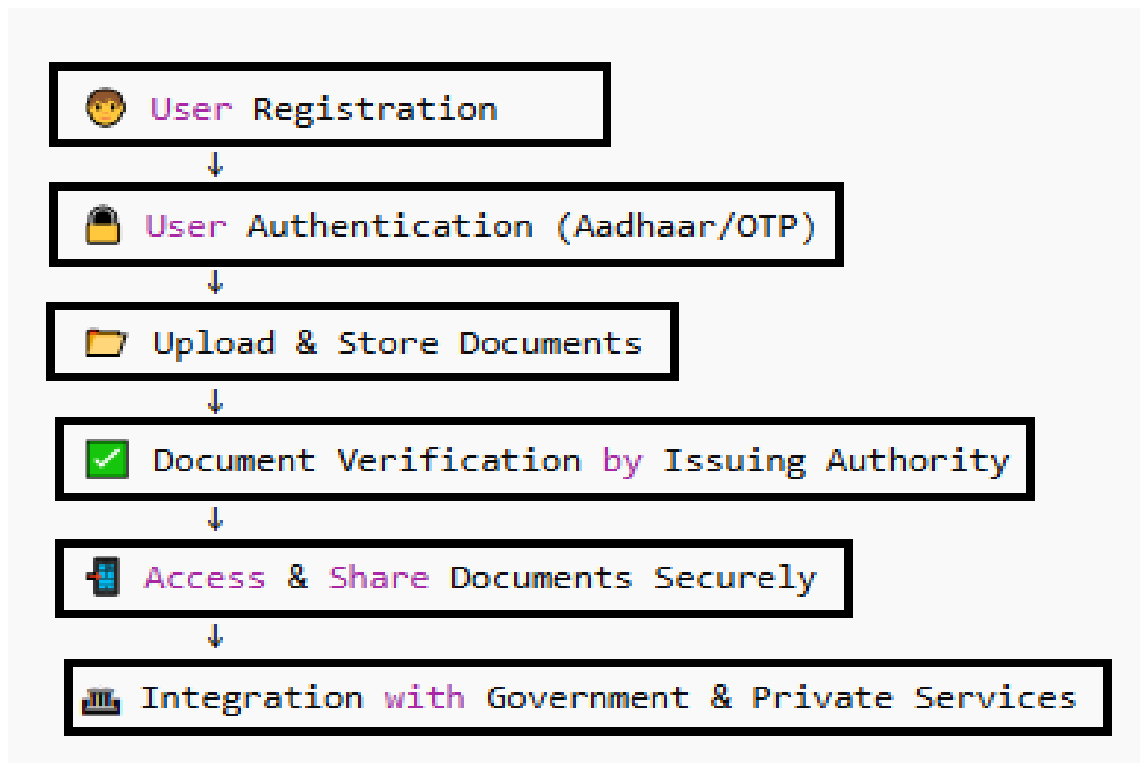 User Registration
↓
User Authentication (Aadhaar/OTP)
↓
Upload & Store Documents
↓
Document Verification by Issuing Authority
↓
Access & Share Documents Securely
↓
Integration with Government & Private Services